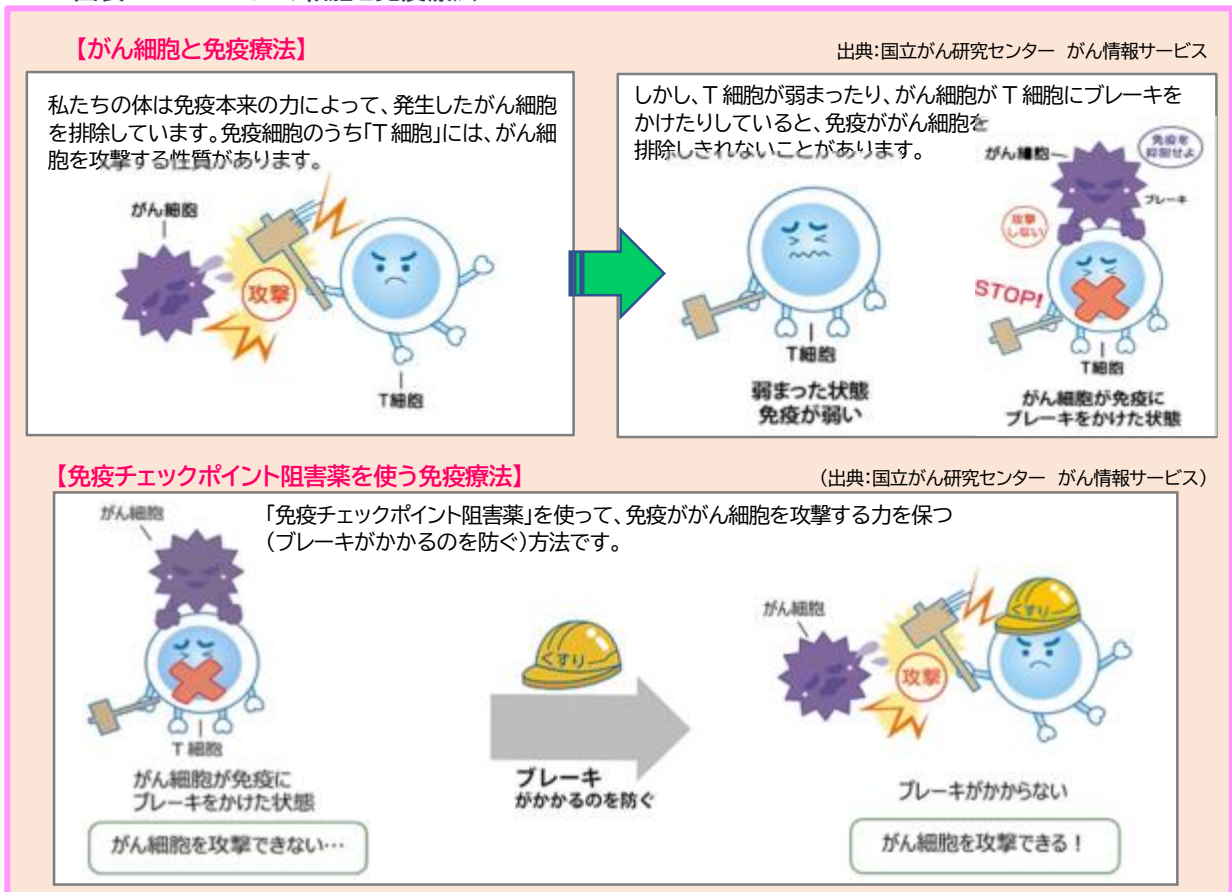 【がん細胞と免疫療法】
出典:国立がん研究センター がん情報サービス
私たちの体は免疫本来の力によって、発生したがん細胞
を排除しています。免疫細胞のうち「T細胞」には、がん細
胞を攻撃する性質があります。
がん細胞
攻撃
T細胞
しかし、T細胞が弱まったり、がん細胞がT細胞にブレーキを
かけたりしていると、免疫ががん細胞を
排除しきれないことがあります。
T細胞
弱まった状態
免疫が弱い
がん細胞
免疫を
抑制せよ
ブレーキ
攻撃
しない
STOP!
T細胞
がん細胞が免疫に
ブレーキをかけた状態
【免疫チェックポイント阻害薬を使う免疫療法】
(出典:国立がん研究センター がん情報サービス)
「免疫チェックポイント阻害薬」を使って、免疫ががん細胞を攻撃する力を保つ
(ブレーキがかかるのを防ぐ)方法です。
がん細胞
T細胞
がん細胞が免疫に
ブレーキをかけた状態
がん細胞を攻撃できない…
くすり
ブレーキ
がかかるのを防ぐ
がん細胞
くすり
攻撃
ブレーキがかからない
がん細胞を攻撃できる!